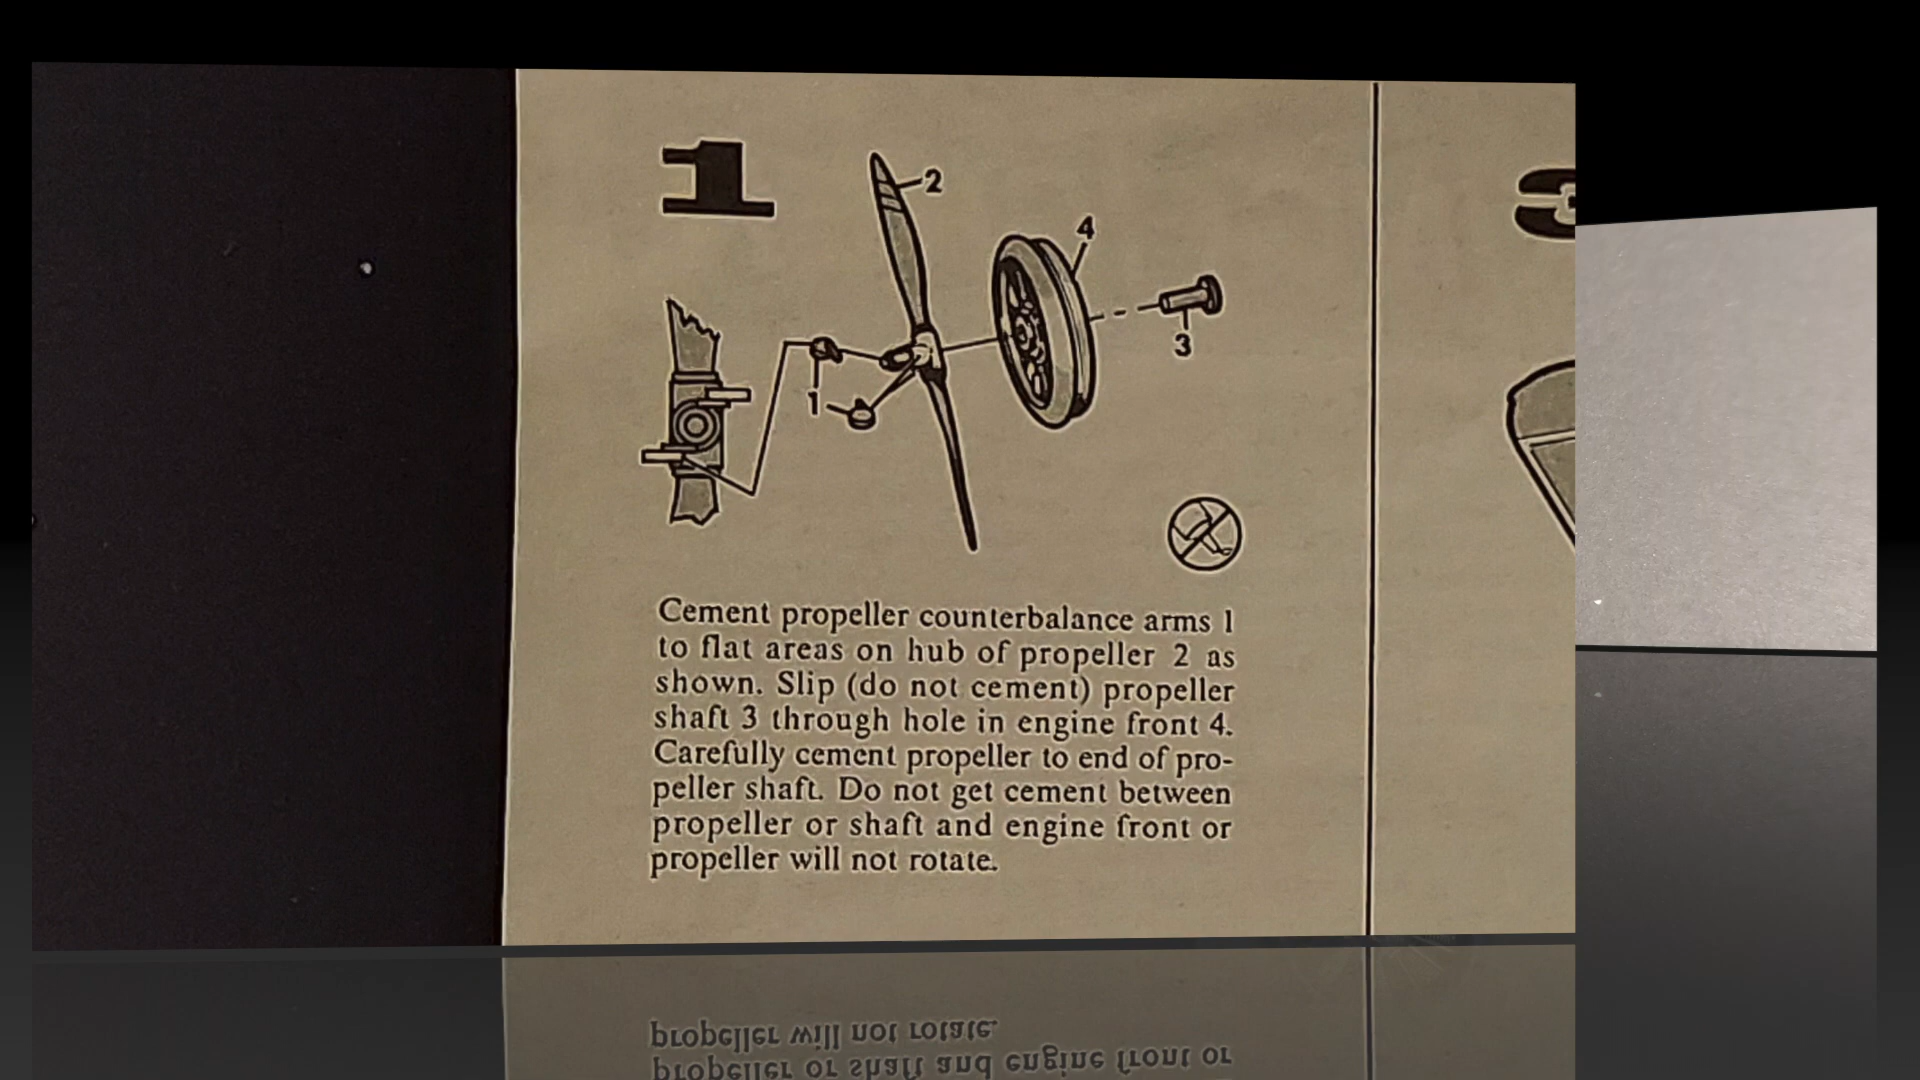 1
2
4
3
1
3
Cement propeller counterbalance arms 1
to flat areas on hub of propeller 2 as
shown. Slip (do not cement) propeller
shaft 3 through hole in engine front 4.
Carefully cement propeller to end of pro-
peller shaft. Do not get cement between
propeller or shaft and engine front or
propeller will not rotate.